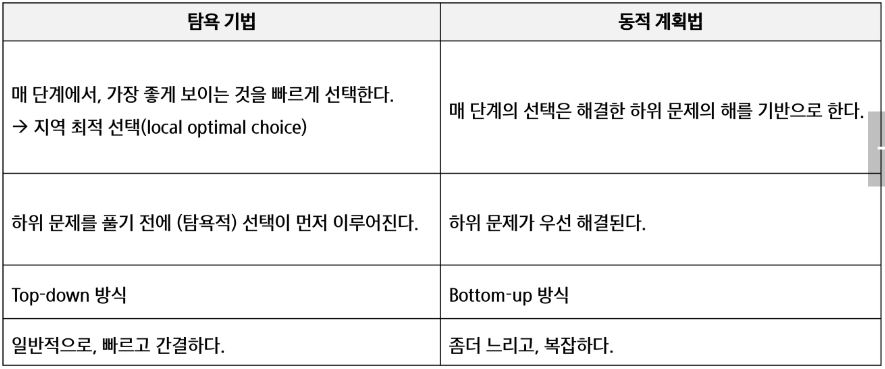 탐욕 기법
동적 계획법
매 단계에서, 가장 좋게 보이는 것을 빠르게 선택한다.
→ 지역 최적 선택(local optimal choice)
매 단계의 선택은 해결한 하위 문제의 해를 기반으로 한다.
하위 문제를 풀기 전에 (탐욕적) 선택이 먼저 이루어진다.
하위 문제가 우선 해결된다.
Top-down 방식
Bottom-up 방식
일반적으로, 빠르고 간결하다.
좀더 느리고, 복잡하다.